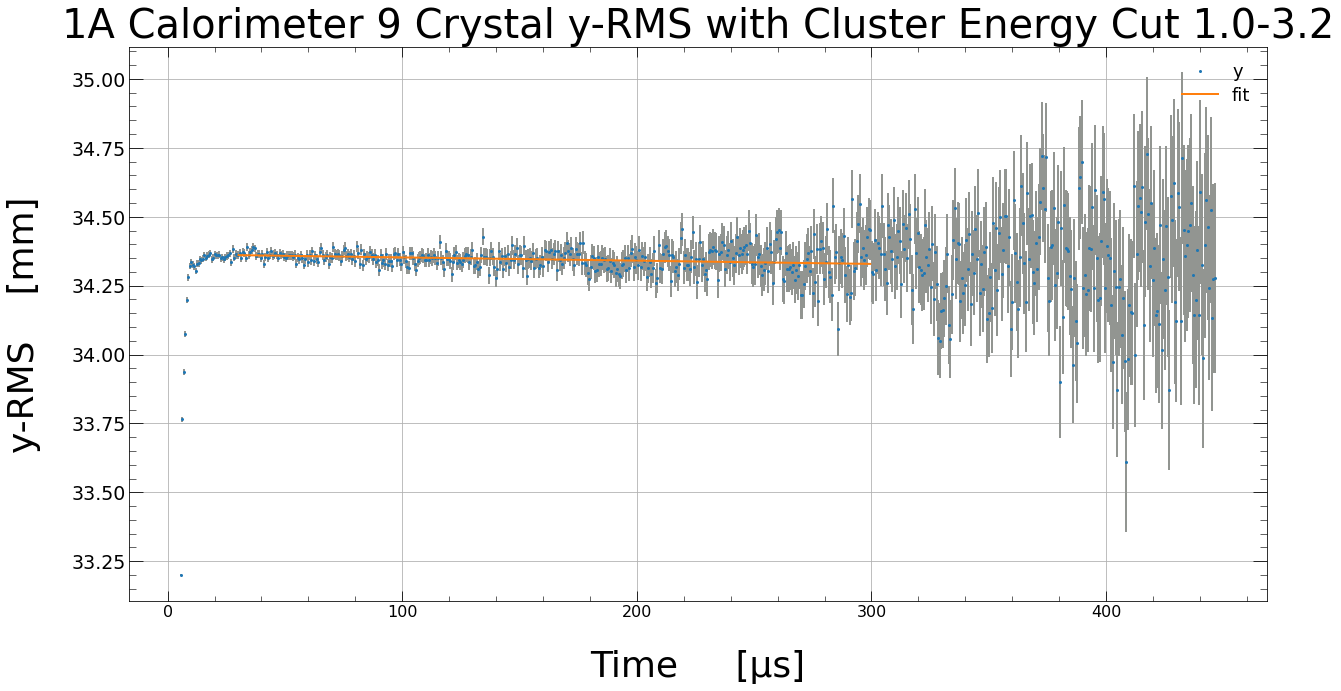 1A Calorimeter 9 Crystal y-RMS with Cluster Energy Cut 1.0-3.2
y
fit
35.00
34.75
34.50
34.25
34.00
33.75
33.50
33.25
y-RMS [mm]
0 100 200 300 400
Time [µs]